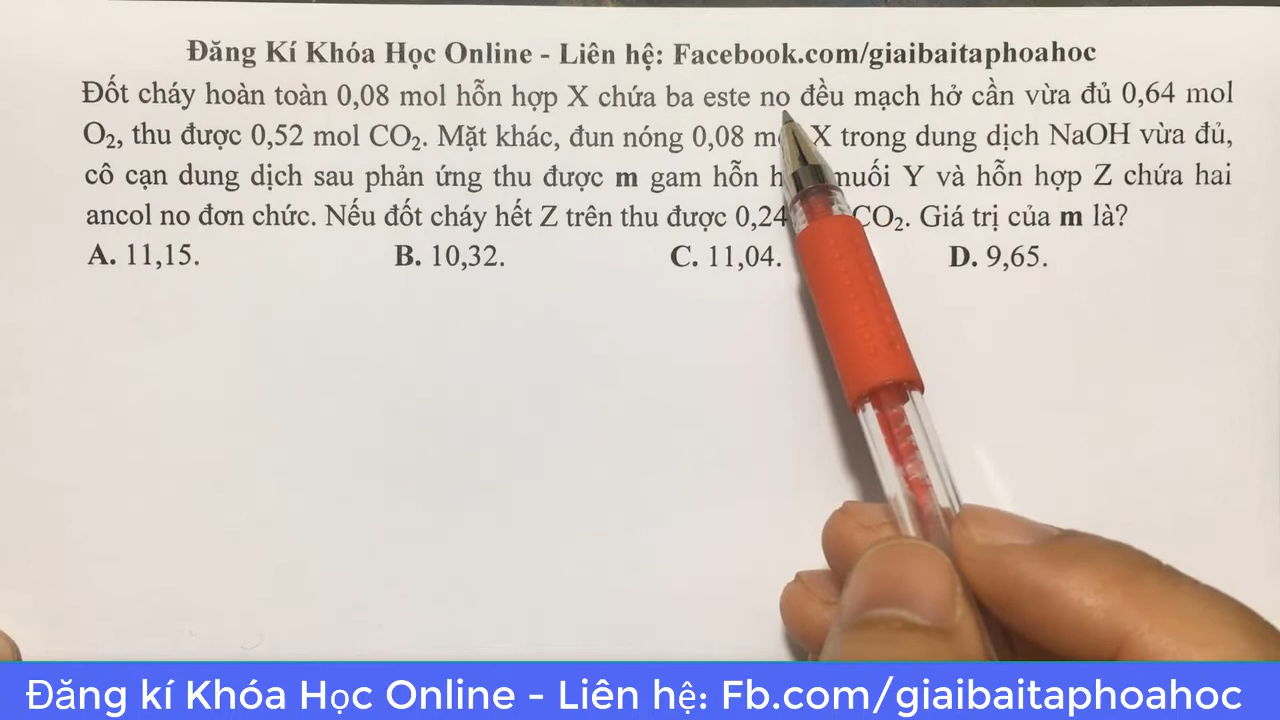 Đăng Kí Khóa Học Online - Liên hệ: Facebook.com/giaibaitaphoahoc
Đốt cháy hoàn toàn 0,08 mol hỗn hợp X chứa ba este no đều mạch hở cần vừa đủ 0,64 mol
O₂, thu được 0,52 mol CO₂. Mặt khác, đun nóng 0,08 X trong dung dịch NaOH vừa đủ,
cô cạn dung dịch sau phản ứng thu được m gam hỗn muối Y và hỗn hợp Z chứa hai
ancol no đơn chức. Nếu đốt cháy hết Z trên thu được 0,24 CO₂. Giá trị của m là?
A. 11,15. B. 10,32. C. 11,04. D. 9,65.
Đăng kí Khóa Học Online - Liên hệ: Fb.com/giaibaitaphoahoc